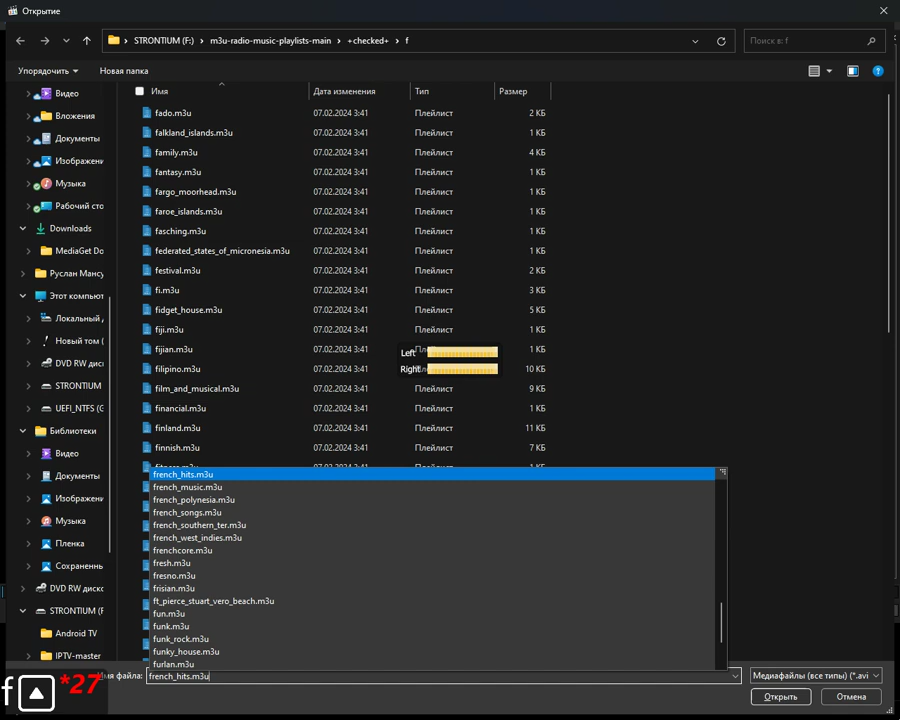 Открытие
STRONTIUM (F:) > m3u-radio-music-playlists-main > +checked+ > f
Поиск в: f
Упорядочить
Новая папка
Имя
Дата изменения
Тип
Размер
Видео
Вложения
Документы
Изображени
Музыка
Рабочий сто
Downloads
MediaGet Do
Руслан Мансу
Этот компьют
Локальный
Новый том (
DVD RW дис
STRONTIUM
UEFI_NTFS (G
Библиотеки
Видео
Документы
Изображени
Музыка
Пленка
Сохраненны
DVD RW диско
STRONTIUM (F
Android TV
IPTV-master
fado.m3u 07.02.2024 3:41 Плейлист 2 КБ
falkland_islands.m3u 07.02.2024 3:41 Плейлист 1 КБ
family.m3u 07.02.2024 3:41 Плейлист 4 КБ
fantasy.m3u 07.02.2024 3:41 Плейлист 1 КБ
fargo_moorhead.m3u 07.02.2024 3:41 Плейлист 1 КБ
faroe_islands.m3u 07.02.2024 3:41 Плейлист 1 КБ
fasching.m3u 07.02.2024 3:41 Плейлист 1 КБ
federated_states_of_micronesia.m3u 07.02.2024 3:41 Плейлист 1 КБ
festival.m3u 07.02.2024 3:41 Плейлист 2 КБ
fi.m3u 07.02.2024 3:41 Плейлист 3 КБ
fidget_house.m3u 07.02.2024 3:41 Плейлист 5 КБ
fiji.m3u 07.02.2024 3:41 Плейлист 1 КБ
fijian.m3u 07.02.2024 3:41 1 КБ
filipino.m3u 07.02.2024 3:41 10 КБ
film_and_musical.m3u 07.02.2024 3:41 Плейлист 9 КБ
financial.m3u 07.02.2024 3:41 Плейлист 1 КБ
finland.m3u 07.02.2024 3:41 Плейлист 11 КБ
finnish.m3u 07.02.2024 3:41 Плейлист 7 КБ
07.02.2024 3:41 Плейлист 1 КБ
Left
Right
french_hits.m3u
french_music.m3u
french_polynesia.m3u
french_songs.m3u
french_southern_ter.m3u
french_west_indies.m3u
frenchcore.m3u
fresh.m3u
fresno.m3u
frisian.m3u
ft_pierce_stuart_vero_beach.m3u
fun.m3u
funk.m3u
funk_rock.m3u
funky_house.m3u
furlan.m3u
мя файла: french_hits.m3u
Медиафайлы (все типы) (*.avi
f *27
Открыть
Отмена